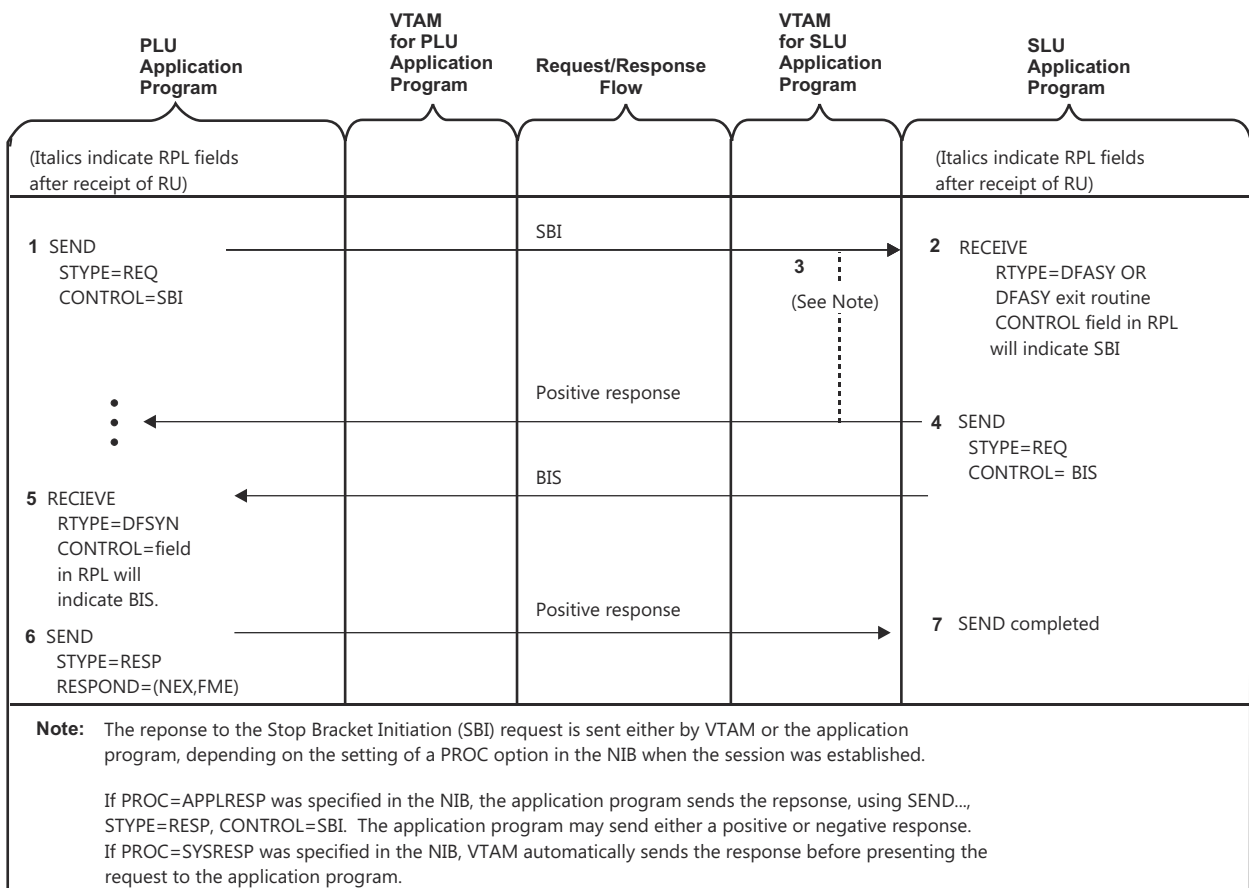 PLU
Application
Program
VTAM
for PLU
Application
Program
Request/Response
Flow
VTAM
for SLU
Application
Program
SLU
Application
Program
(Italics indicate RPL fields
after receipt of RU)
(Italics indicate RPL fields
after receipt of RU)
1 SEND
STYPE=REQ
CONTROL=SBI
SBI
3
(See Note)
2 RECEIVE
RTYPE=DFASY OR
DFASY exit routine
CONTROL field in RPL
will indicate SBI
Positive response
4 SEND
STYPE=REQ
CONTROL= BIS
BIS
5 RECIEVE
RTYPE=DFSYN
CONTROL=field
in RPL will
indicate BIS.
Positive response
6 SEND
STYPE=RESP
RESPOND=(NEX,FME)
7 SEND completed
Note: The reponse to the Stop Bracket Initiation (SBI) request is sent either by VTAM or the application
program, depending on the setting of a PROC option in the NIB when the session was established.
If PROC=APPLRESP was specified in the NIB, the application program sends the repsonse, using SEND...,
STYPE=RESP, CONTROL=SBI. The application program may send either a positive or negative response.
If PROC=SYSRESP was specified in the NIB, VTAM automatically sends the response before presenting the
request to the application program.